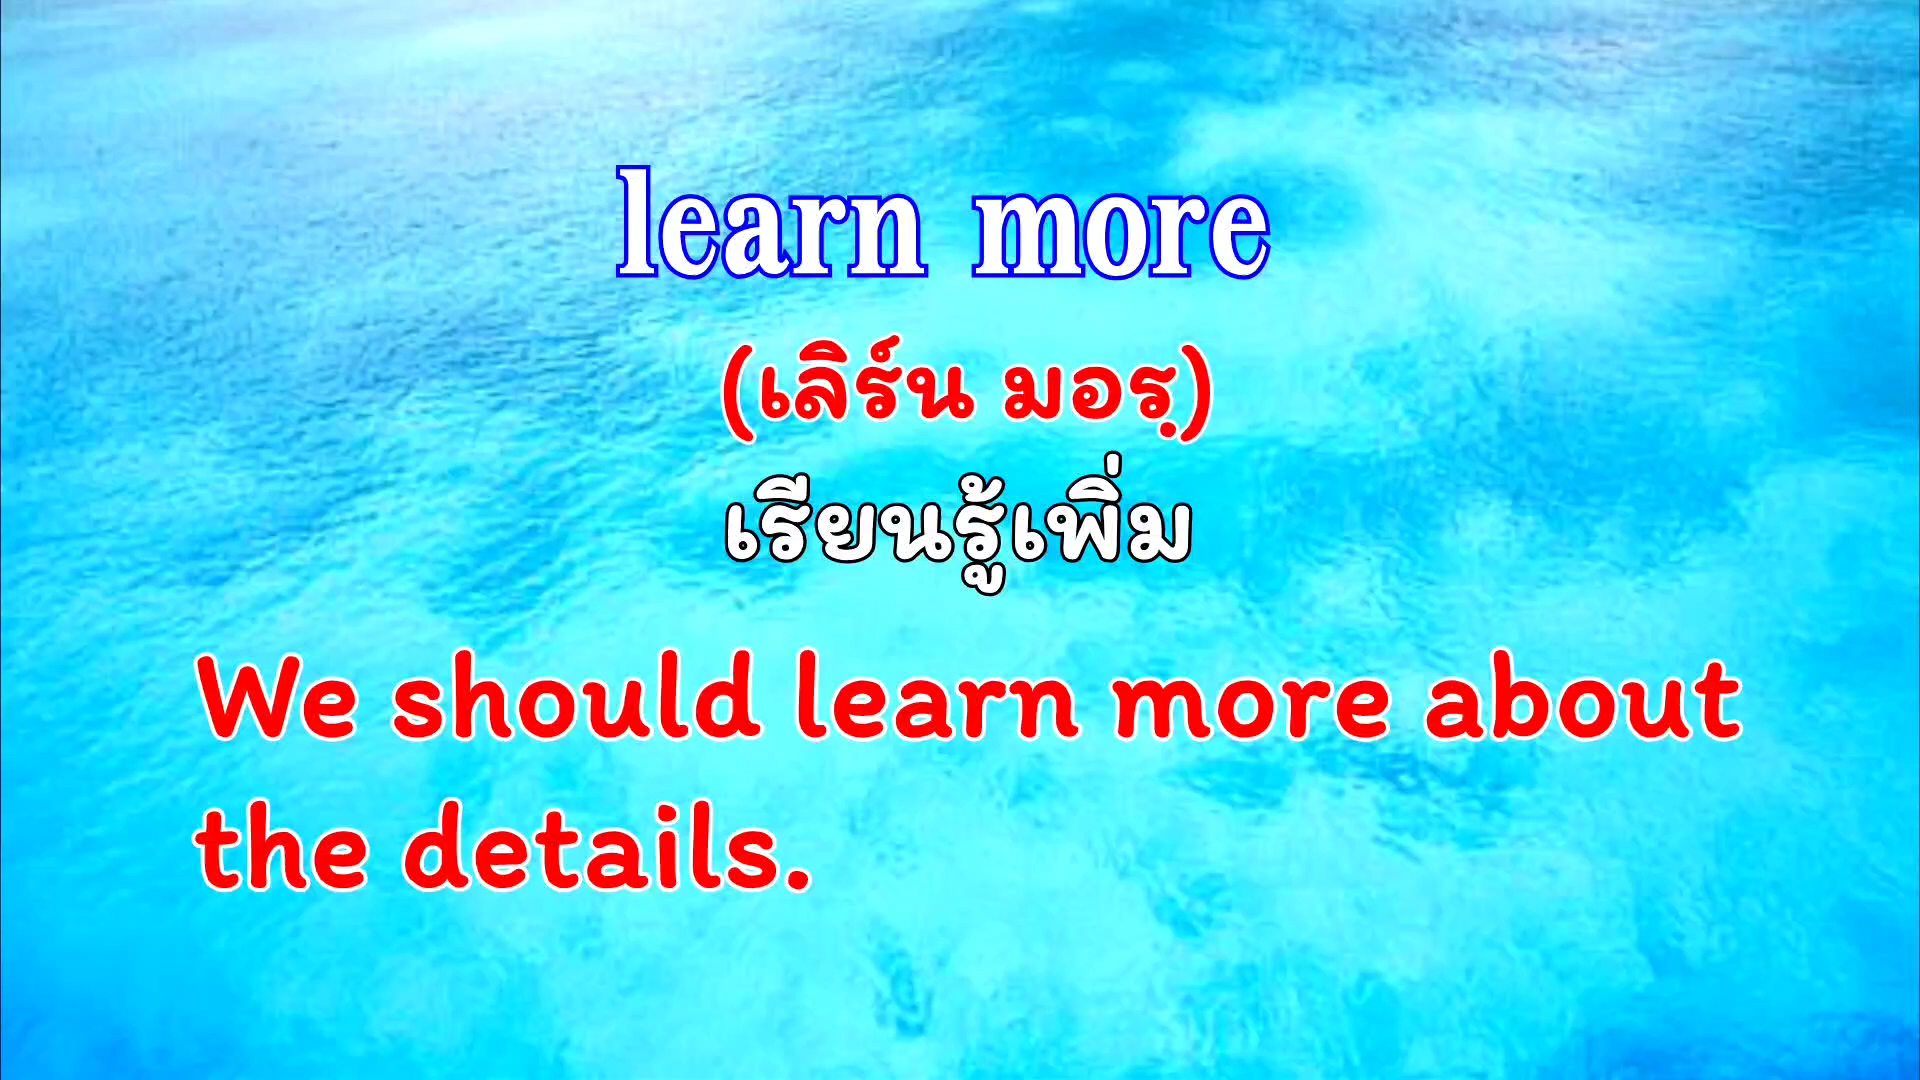 learn more
(เลิร์น มอรฺ)
เรียนรู้เพิ่ม
We should learn more about
the details.